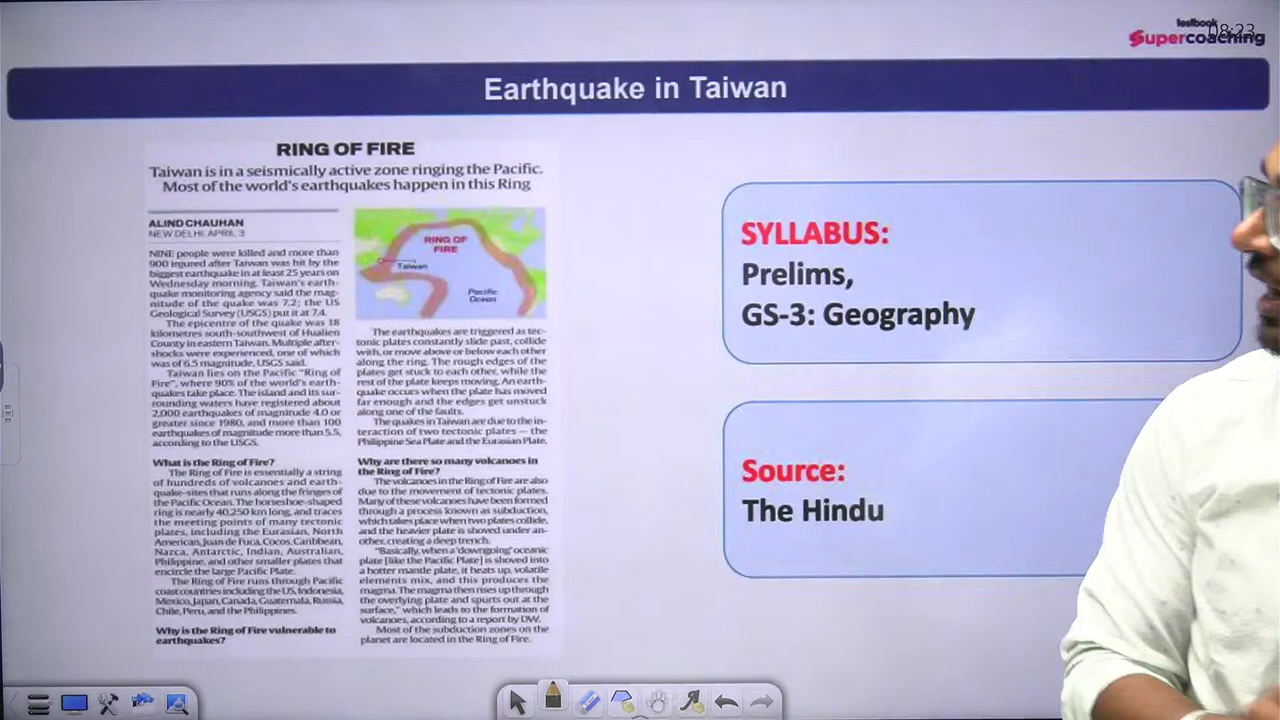 testbook
Supercoaching
08:23
Earthquake in Taiwan
RING OF FIRE
Taiwan is in a seismically active zone ringing the Pacific.
Most of the world's earthquakes happen in this Ring
ALIND CHAUHAN
NEW DELHI, APRIL 3
NINE people were killed and more than
900 injured after Taiwan was hit by the
biggest earthquake in at least 25 years on
Wednesday morning. Taiwan's earth-
quake monitoring agency said the mag-
nitude of the quake was 7.2; the US
Geological Survey (USGS) put it at 7.4.
The epicentre of the quake was 18
kilometres south-southwest of Hualien
County in eastern Taiwan. Multiple after-
shocks were experienced, one of which
was of 6.5 magnitude, USGS said.
Taiwan lies on the Pacific "Ring of
Fire", where 90% of the world's earth-
quakes take place. The island and its sur-
rounding waters have registered about
2,000 earthquakes of magnitude 4.0 or
greater since 1980, and more than 100
earthquakes of magnitude more than 5.5,
according to the USGS.
What is the Ring of Fire?
The Ring of Fire is essentially a string
of hundreds of volcanoes and earth-
quake-sites that runs along the fringes of
the Pacific Ocean. The horseshoe-shaped
ring is nearly 40,250 km long, and traces
the meeting points of many tectonic
plates, including the Eurasian, North
American, Juan de Fuca, Cocos, Caribbean,
Nazca, Antarctic, Indian, Australian,
Philippine, and other smaller plates that
encircle the large Pacific Plate.
The Ring of Fire runs through Pacific
coast countries including the US, Indonesia,
Mexico, Japan, Canada, Guatemala, Russia,
Chile, Peru, and the Philippines.
Why is the Ring of Fire vulnerable to
earthquakes?
RING OF
FIRE
Taiwan
Pacific
Ocean
The earthquakes are triggered as tec-
tonic plates constantly slide past, collide
with, or move above or below each other
along the ring. The rough edges of the
plates get stuck to each other, while the
rest of the plate keeps moving. An earth-
quake occurs when the plate has moved
far enough and the edges get unstuck
along one of the faults.
The quakes in Taiwan are due to the in-
teraction of two tectonic plates — the
Philippine Sea Plate and the Eurasian Plate.
Why are there so many volcanoes in
the Ring of Fire?
The volcanoes in the Ring of Fire are also
due to the movement of tectonic plates.
Many of these volcanoes have been formed
through a process known as subduction,
which takes place when two plates collide,
and the heavier plate is shoved under an-
other, creating a deep trench.
"Basically, when a 'downgoing' oceanic
plate [like the Pacific Plate] is shoved into
a hotter mantle plate, it heats up, volatile
elements mix, and this produces the
magma. The magma then rises up through
the overlying plate and spurts out at the
surface," which leads to the formation of
volcanoes, according to a report by DW.
Most of the subduction zones on the
planet are located in the Ring of Fire.
SYLLABUS:
Prelims,
GS-3: Geography
Source:
The Hindu